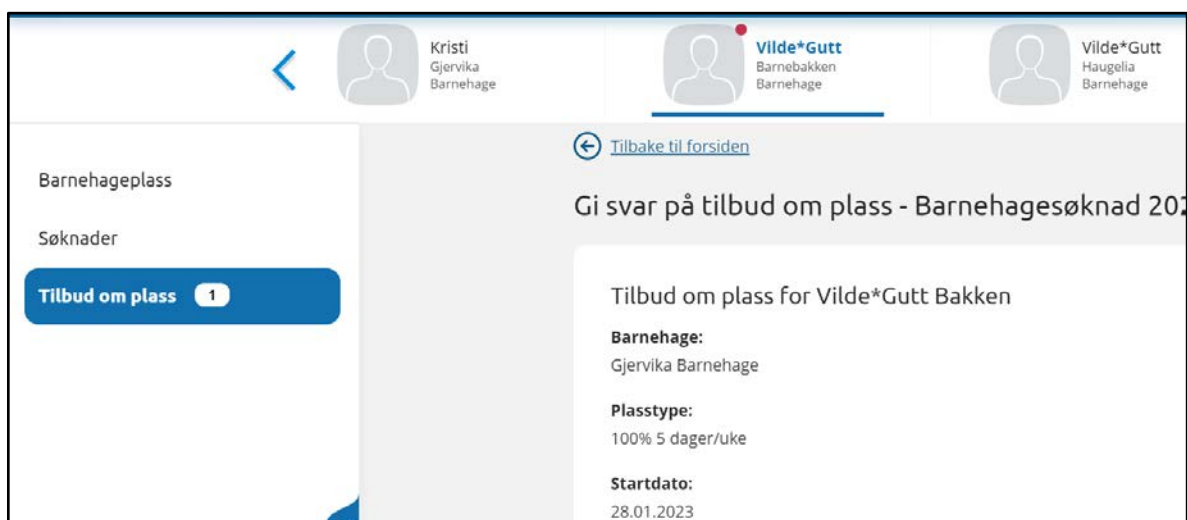 Kristi
Gjervika
Barnehage
Vilde*Gutt
Barnebakken
Barnehage
Vilde*Gutt
Haugelia
Barnehage
Barnehageplass
Søknader
Tilbud om plass 1
Tilbake til forsiden
Gi svar på tilbud om plass - Barnehagesøknad
Tilbud om plass for Vilde*Gutt Bakken
Barnehage:
Gjervika Barnehage
Plasstype:
100% 5 dager/uke
Startdato:
28.01.2023